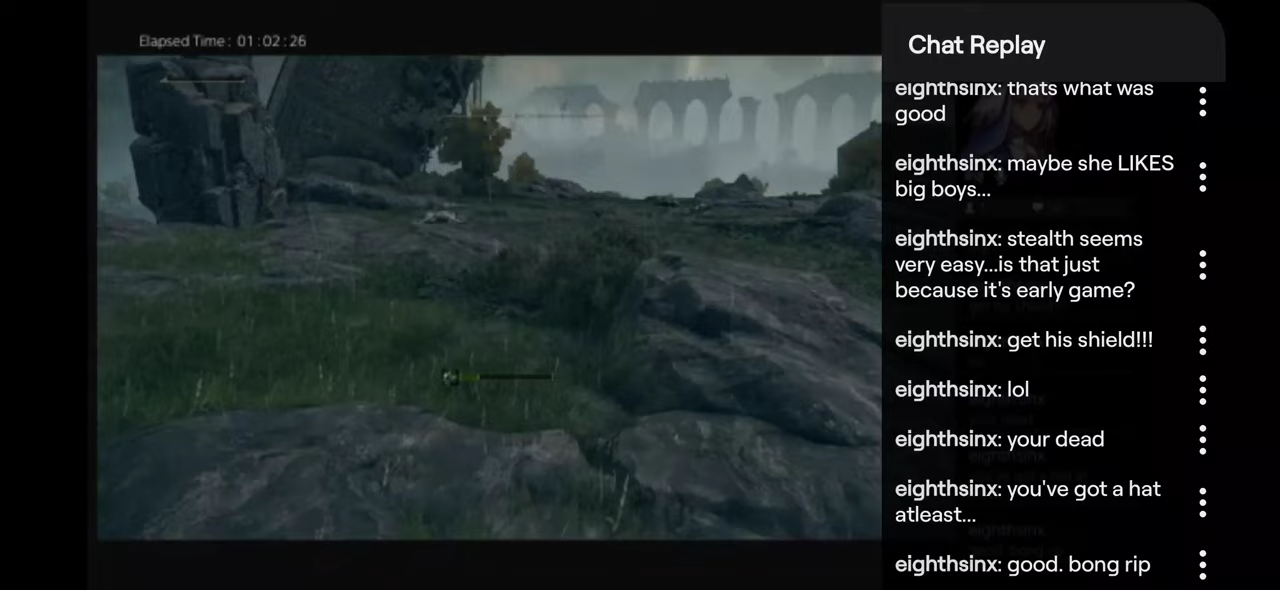 Elapsed Time: 01:02:26
Chat Replay
eighthsinx: thats what was
good
eighthsinx: maybe she LIKES
big boys...
eighthsinx: stealth seems
very easy...is that just
because it's early game?
eighthsinx: get his shield!!!
eighthsinx: lol
eighthsinx: your dead
eighthsinx: you've got a hat
atleast...
eighthsinx: good. bong rip